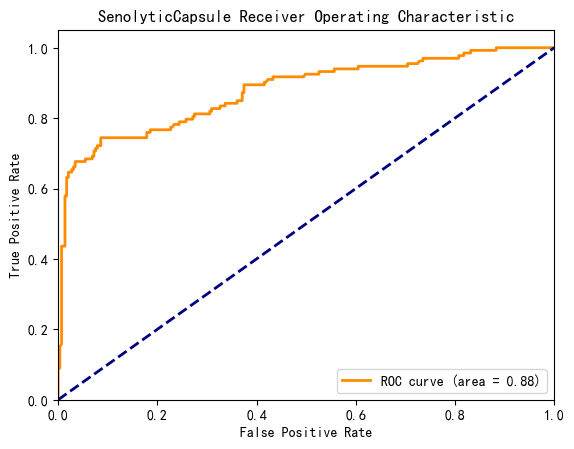 SenolyticCapsule Receiver Operating Characteristic
True Positive Rate
1.0
0.8
0.6
0.4
0.2
0.0
ROC curve (area = 0.88)
0.0 0.2 0.4 0.6 0.8 1.0
False Positive Rate